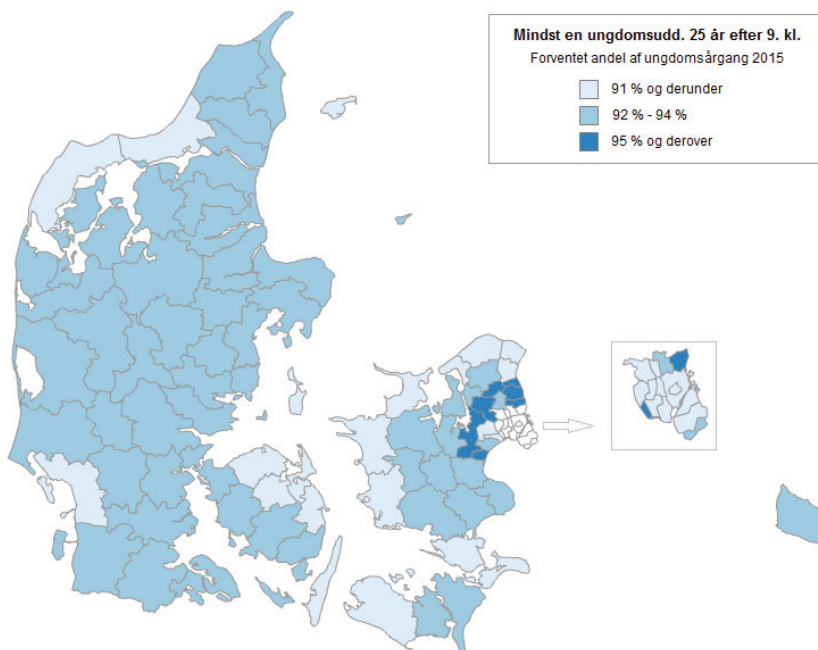 Mindst en ungdomsudd. 25 år efter 9. kl.
Forventet andel af ungdomsårgang 2015
91 % og derunder
92 % - 94 %
95 % og derover